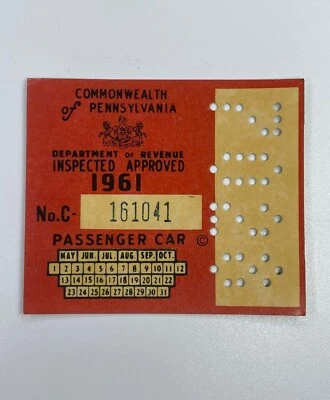 COMMONWEALTH
of PENNSYLVANIA
DEPARTMENT OF REVENUE
INSPECTED APPROVED
1961
No.C- 161041
PASSENGER CAR ©
MAY JUN. JUL. AUG SEP. OCT.
1 2 3 4 5 6 7 8 9 10 11 12
13 14 15 16 17 18 19 20 21 22
23 24 25 26 27 28 29 30 31